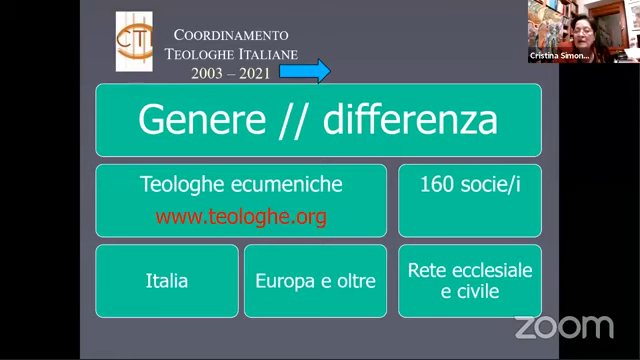 CTI
COORDINAMENTO
TEOLOGHE ITALIANE
2003 – 2021
Cristina Simon...
Genere // differenza
Teologhe ecumeniche
www.teologhe.org
160 socie/i
Italia
Europa e oltre
Rete ecclesiale
e civile
zoom